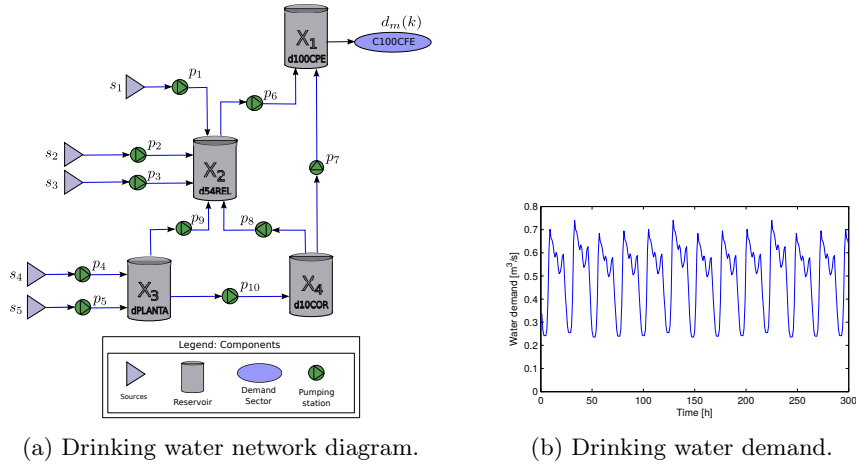 d_m(k)
X₁
d100CPE
C100CFE
s₁
p₁
p₆
s₂
p₂
s₃
p₃
X₂
d54REL
p₇
p₉
p₈
s₄
p₄
s₅
p₅
X₃
dPLANTA
p₁₀
X₄
d10COR
Legend: Components
Sources
Reservoir
Demand
Sector
Pumping
station
(a) Drinking water network diagram.
Water demand [m³/s]
0.8
0.7
0.6
0.5
0.4
0.3
0.2
0.1
0
0 50 100 150 200 250 300
Time [h]
(b) Drinking water demand.